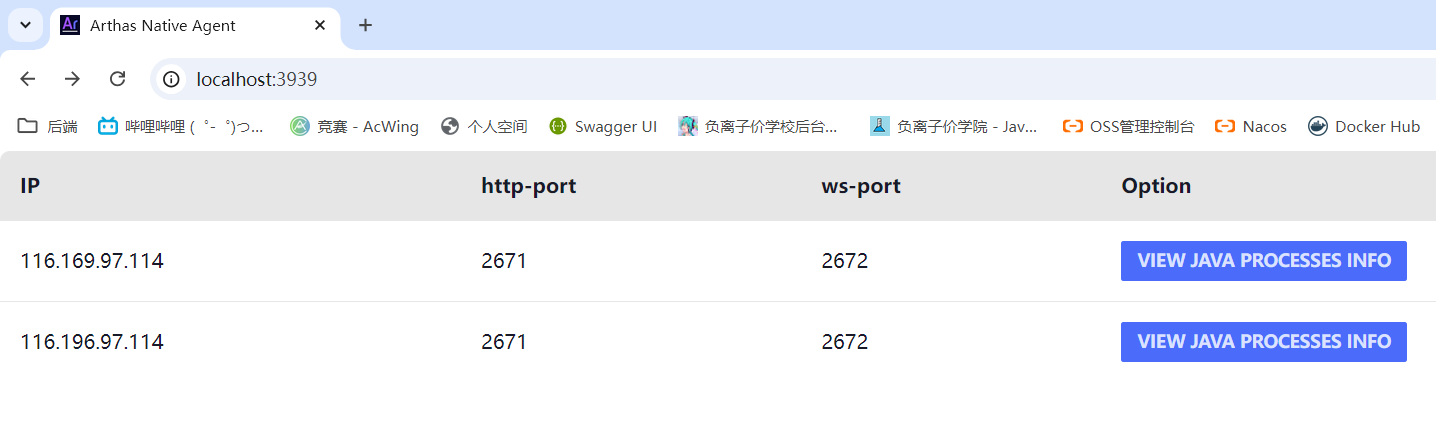 Ar Arthas Native Agent
localhost:3939
后端 哔哩哔哩 (゜-゜)つ... 竞赛 - AcWing 个人空间 Swagger UI 负离子价学校后台... 负离子价学院 - Jav... OSS管理控制台 Nacos Docker Hub
IP http-port ws-port Option
116.169.97.114 2671 2672 VIEW JAVA PROCESSES INFO
116.196.97.114 2671 2672 VIEW JAVA PROCESSES INFO